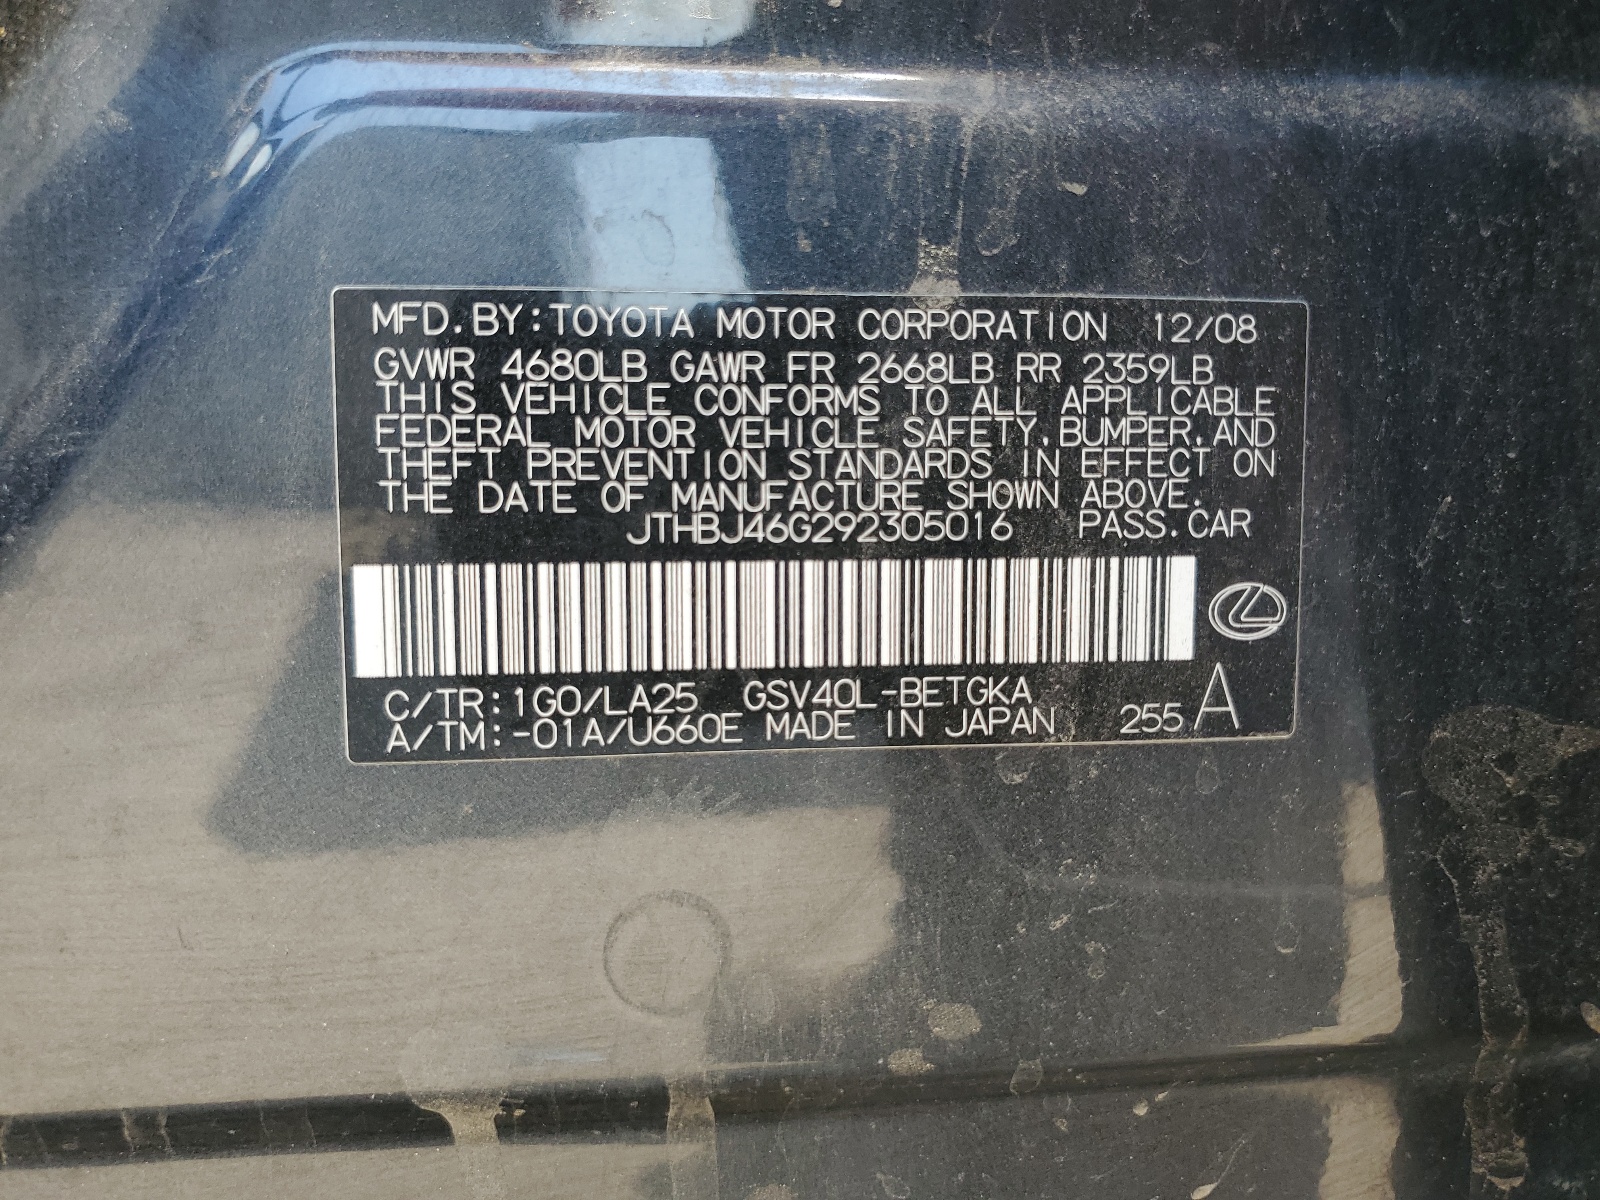 MFD. BY: TOYOTA MOTOR CORPORATION 12/08
GVWR 4680LB GAWR FR 2668LB RR 2359LB
THIS VEHICLE CONFORMS TO ALL APPLICABLE
FEDERAL MOTOR VEHICLE SAFETY, BUMPER, AND
THEFT PREVENTION STANDARDS IN EFFECT ON
THE DATE OF MANUFACTURE SHOWN ABOVE.
JTHBJ46G292305016 PASS. CAR
C/TR: 1G0/LA25 GSV40L-BETGKA
A/TM: -01A/U660E MADE IN JAPAN 255 A